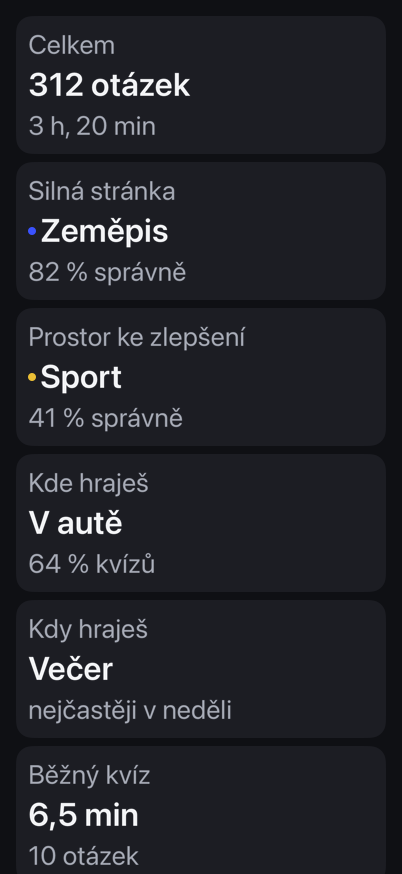 Celkem
312 otázek
3 h, 20 min
Silná stránka
Zeměpis
82 % správně
Prostor ke zlepšení
Sport
41 % správně
Kde hraješ
V autě
64 % kvízů
Kdy hraješ
Večer
nejčastěji v neděli
Běžný kvíz
6,5 min
10 otázek